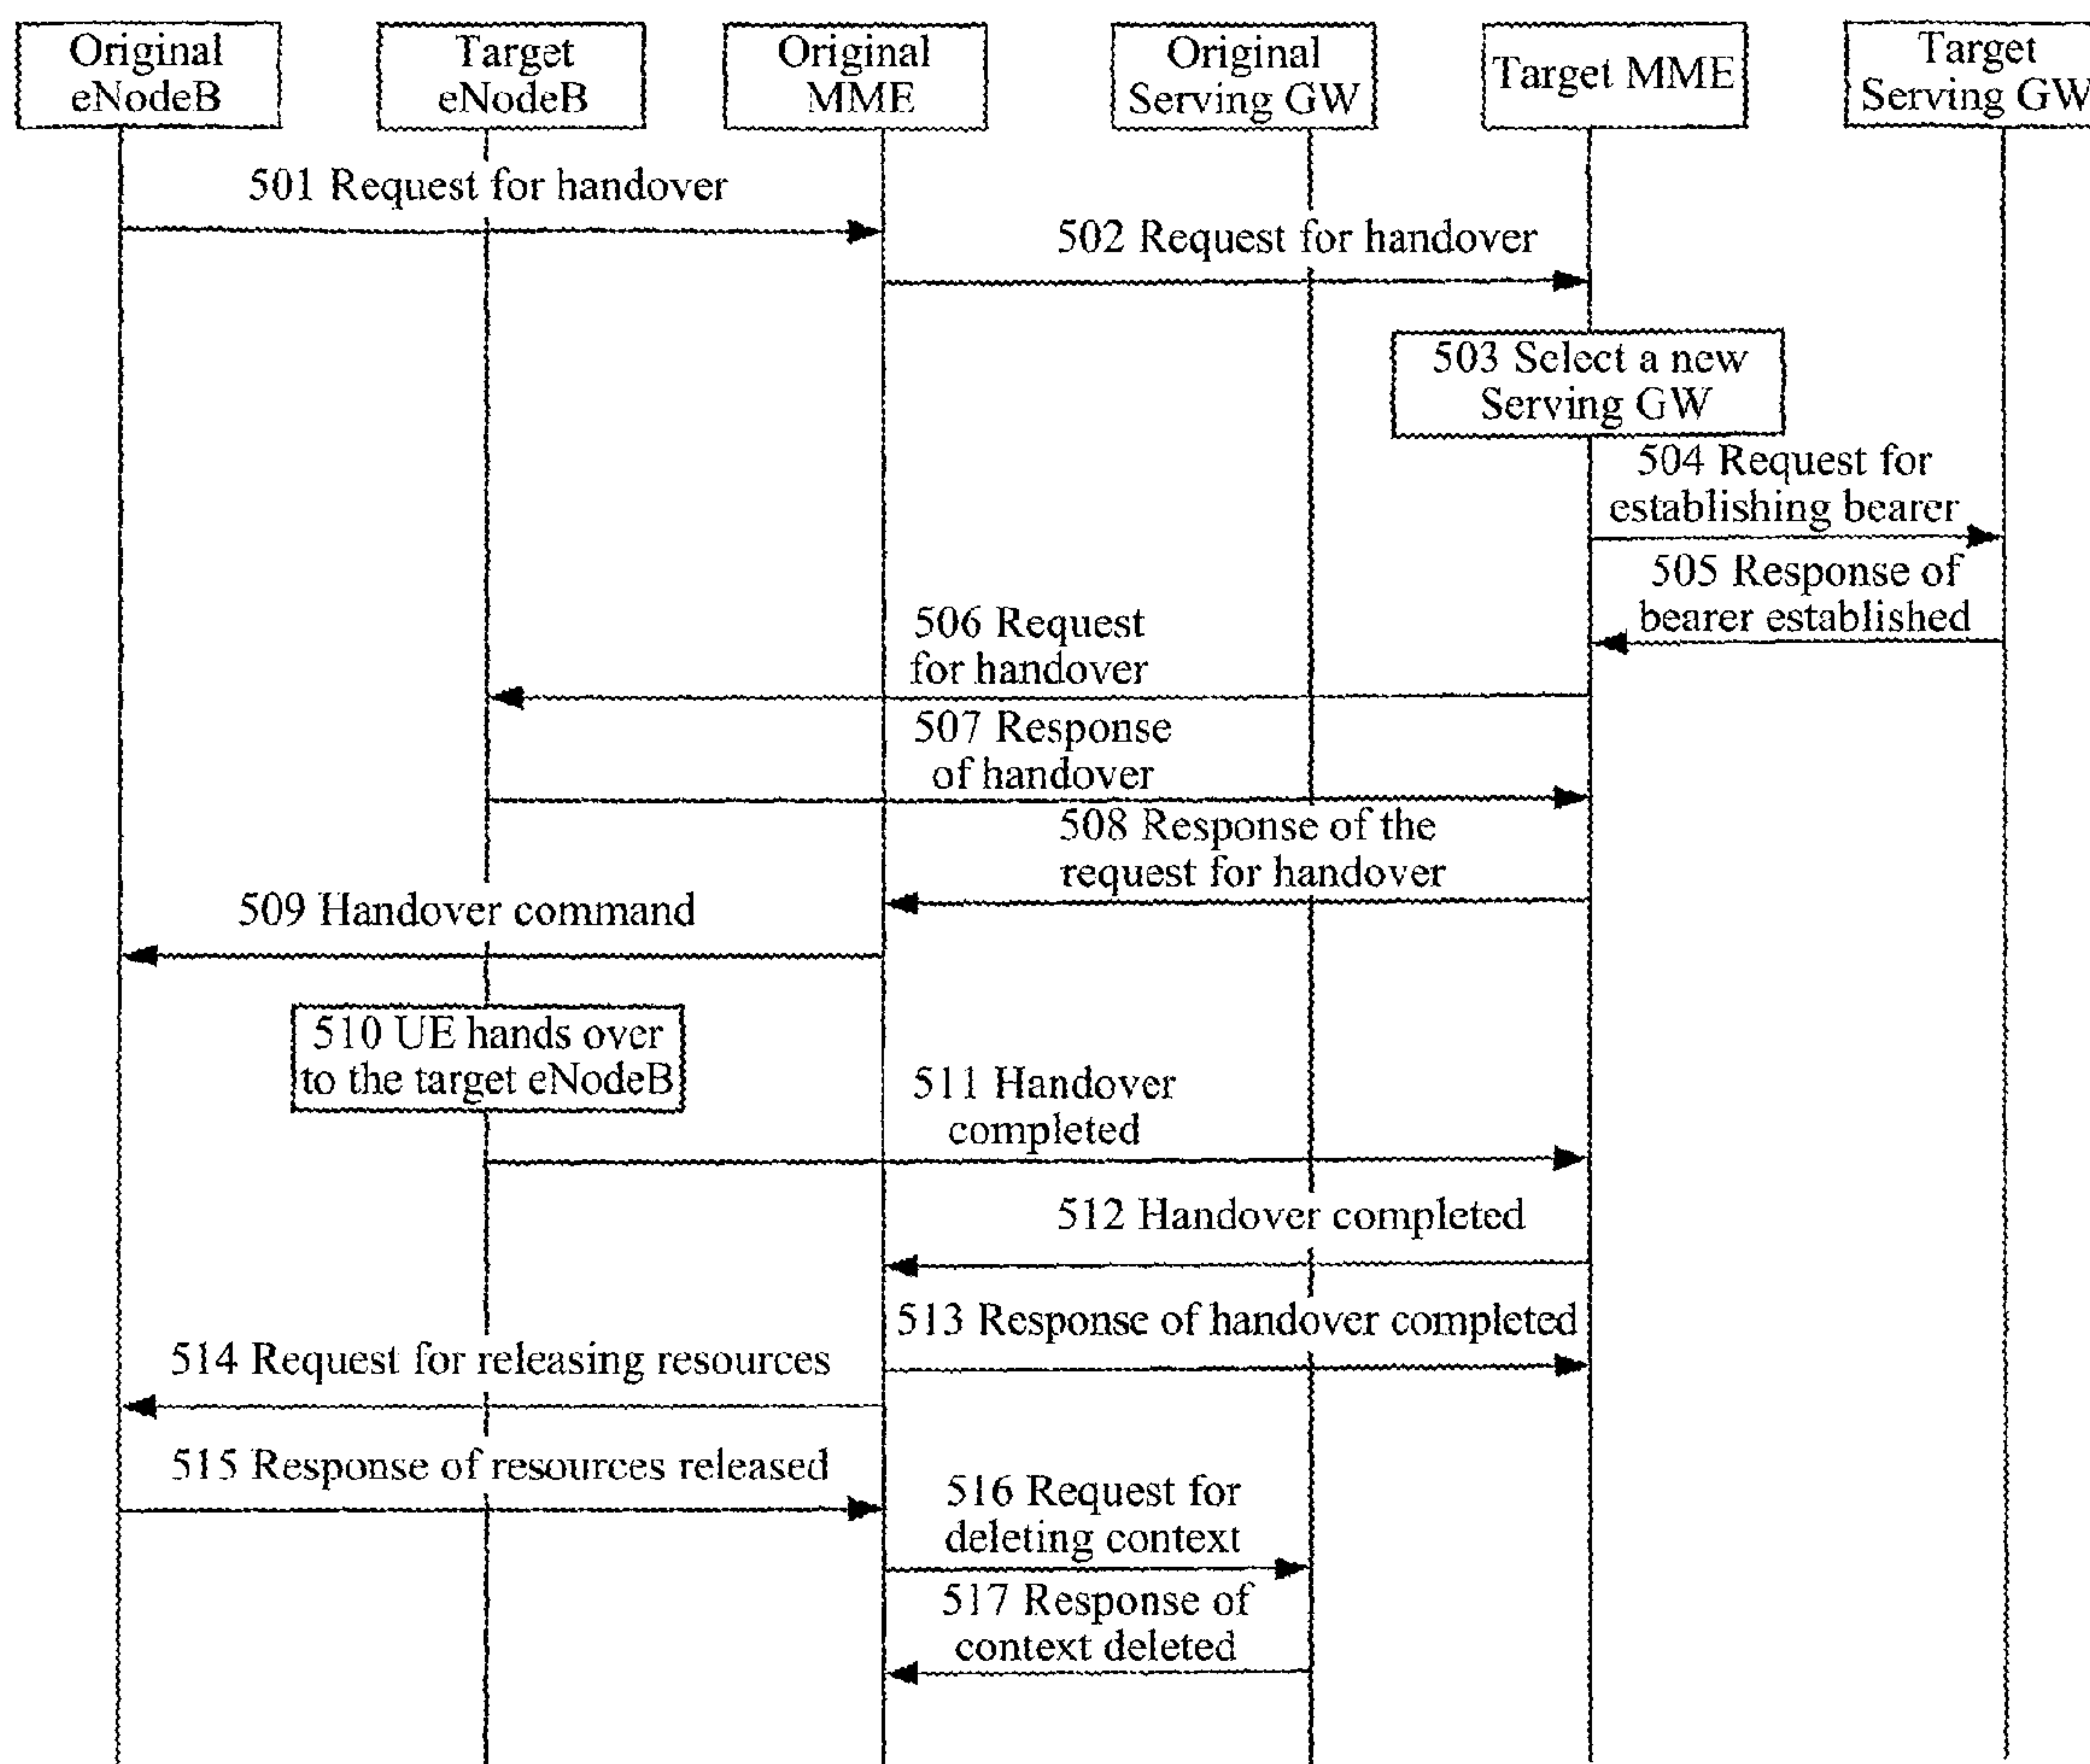 Original
eNodeB
Target
eNodeB
Original
MME
Original
Serving GW
Target MME
Target
Serving GW
501 Request for handover
502 Request for handover
503 Select a new
Serving GW
504 Request for
establishing bearer
505 Response of
bearer established
506 Request
for handover
507 Response
of handover
508 Response of the
request for handover
509 Handover command
510 UE hands over
to the target eNodeB
511 Handover
completed
512 Handover completed
513 Response of handover completed
514 Request for releasing resources
515 Response of resources released
516 Request for
deleting context
517 Response of
context deleted